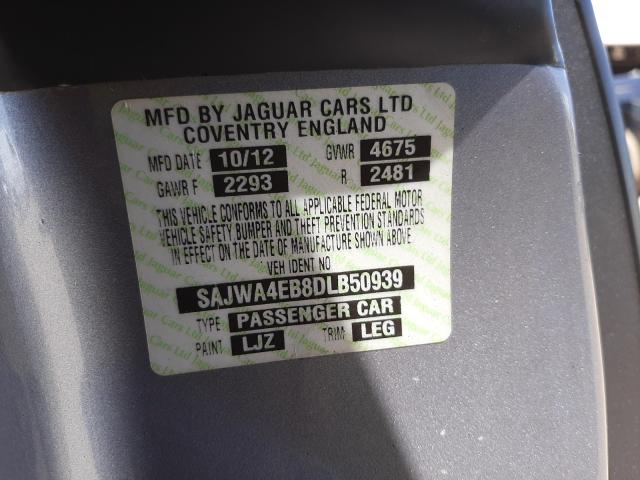 MFD BY JAGUAR CARS LTD
COVENTRY ENGLAND
MFD DATE 10/12 GVWR 4675
GAWR F 2293 R 2481
THIS VEHICLE CONFORMS TO ALL APPLICABLE FEDERAL MOTOR
VEHICLE SAFETY BUMPER AND THEFT PREVENTION STANDARDS
IN EFFECT ON THE DATE OF MANUFACTURE SHOWN ABOVE
VEH IDENT NO
SAJWA4EB8DLB50939
TYPE PASSENGER CAR
PAINT LJZ TRIM LEG